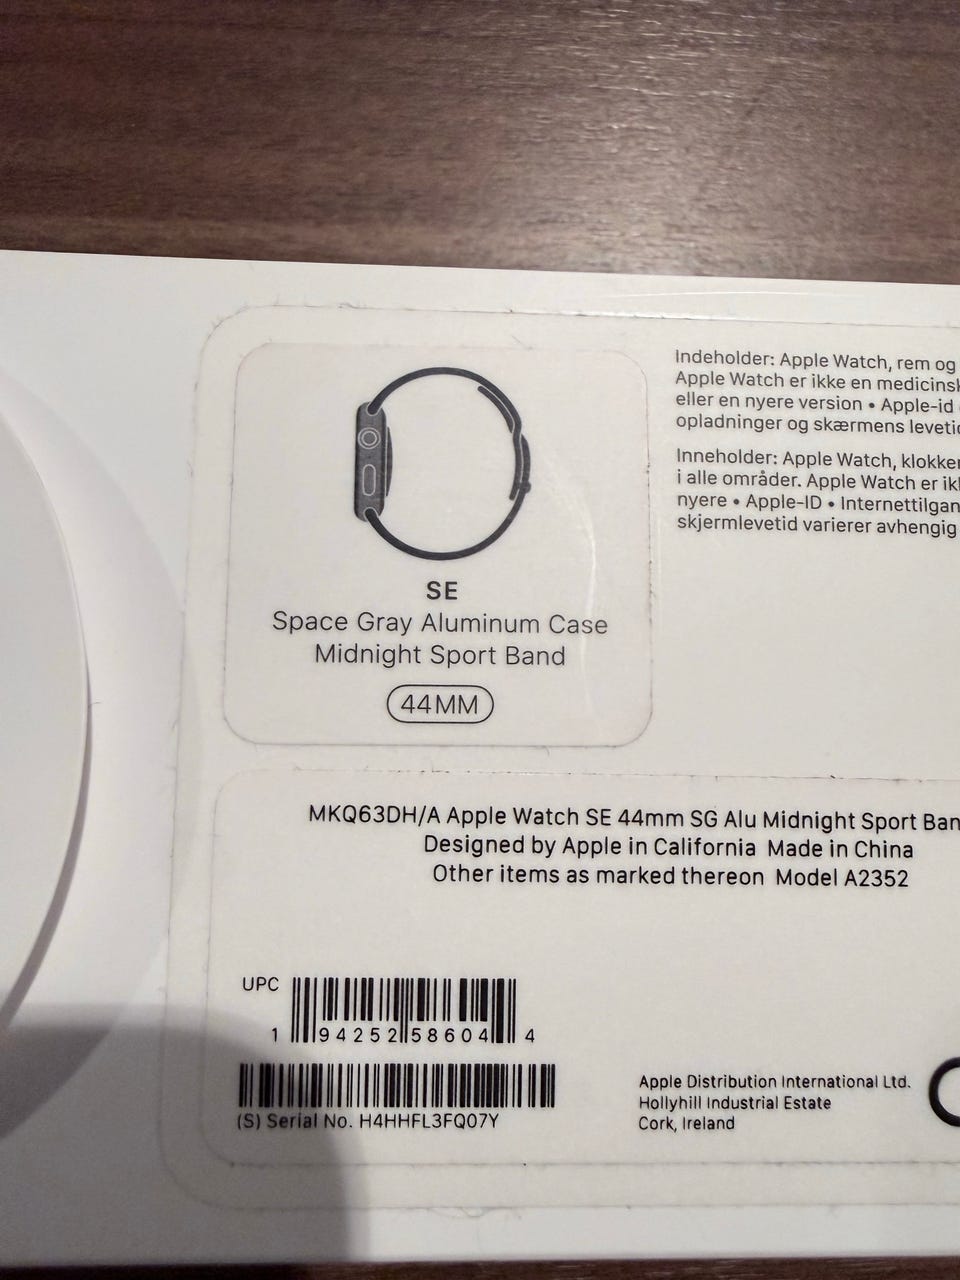 Indeholder: Apple Watch, rem og
Apple Watch er ikke en medicinsk
eller en nyere version • Apple-id
opladninger og skærmens levetid
Inneholder: Apple Watch, klokker
i alle områder. Apple Watch er ik
nyere • Apple-ID • Internettilgan
skjermlevetid varierer avhengig
SE
Space Gray Aluminum Case
Midnight Sport Band
44MM
MKQ63DH/A Apple Watch SE 44mm SG Alu Midnight Sport Ban
Designed by Apple in California Made in China
Other items as marked thereon Model A2352
UPC
1 94252 58604 4
(S) Serial No. H4HHFL3FQ07Y
Apple Distribution International Ltd.
Hollyhill Industrial Estate
Cork, Ireland